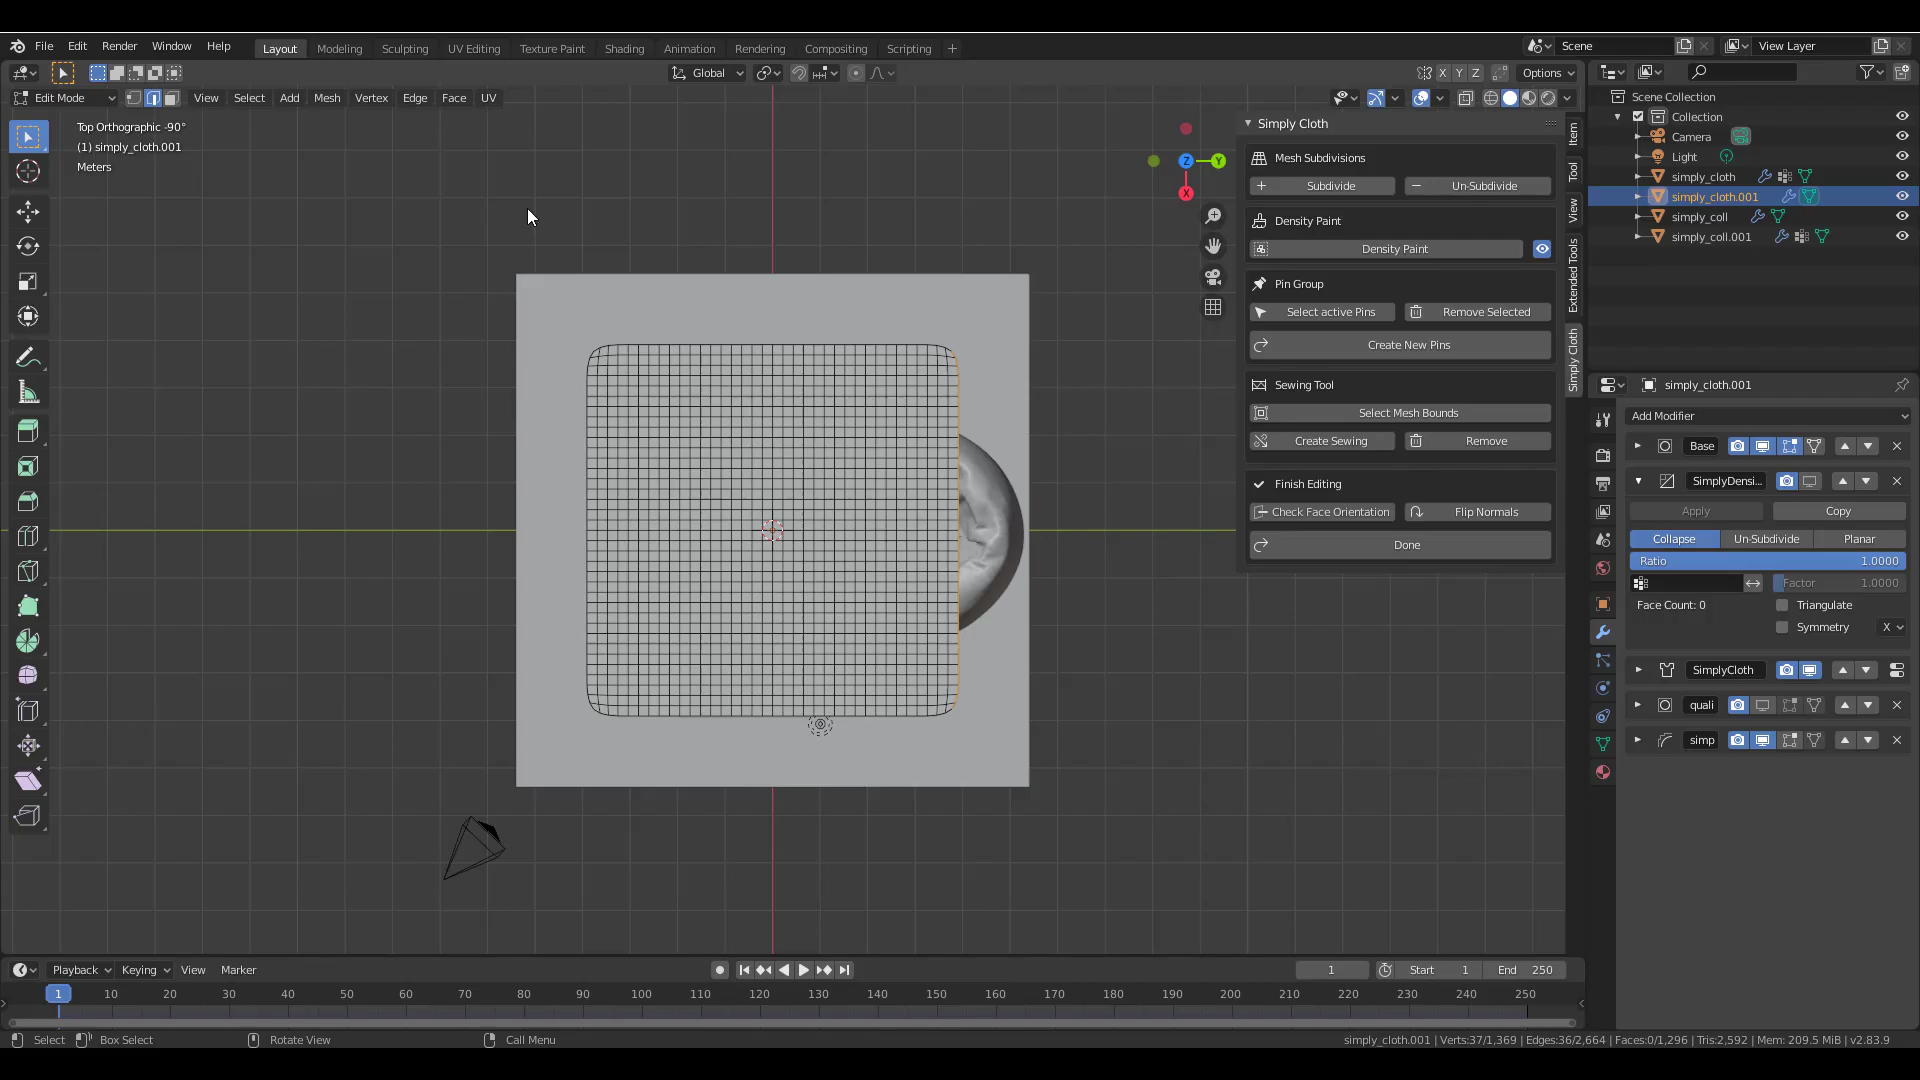 File Edit Render Window Help Layout Modeling Sculpting UV Editing Texture Paint Shading Animation Rendering Compositing Scripting + Scene View Layer
Global X Y Z Options
Edit Mode View Select Add Mesh Vertex Edge Face UV
Top Orthographic -90°
(1) simply_cloth.001
Meters
Z Y
X
Simply Cloth
Mesh Subdivisions
Subdivide Un-Subdivide
Density Paint
Density Paint
Pin Group
Select active Pins Remove Selected
Create New Pins
Sewing Tool
Select Mesh Bounds
Create Sewing Remove
Finish Editing
Check Face Orientation Flip Normals
Done
Item
Tool
View
Extended Tools
Simply Cloth
Scene Collection
Collection
Camera
Light
simply_cloth
simply_cloth.001
simply_coll
simply_coll.001
simply_cloth.001
Add Modifier
Base
SimplyDensi...
Apply Copy
Collapse Un-Subdivide Planar
Ratio 1.0000
Factor 1.0000
Face Count: 0 Triangulate
Symmetry X
SimplyCloth
quali
simp
Playback Keying View Marker 1 Start 1 End 250
1 10 20 30 40 50 60 70 80 90 100 110 120 130 140 150 160 170 180 190 200 210 220 230 240 250
Select Box Select Rotate View Call Menu simply_cloth.001 | Verts:37/1,369 | Edges:36/2,664 | Faces:0/1,296 | Tris:2,592 | Mem: 209.5 MiB | v2.83.9